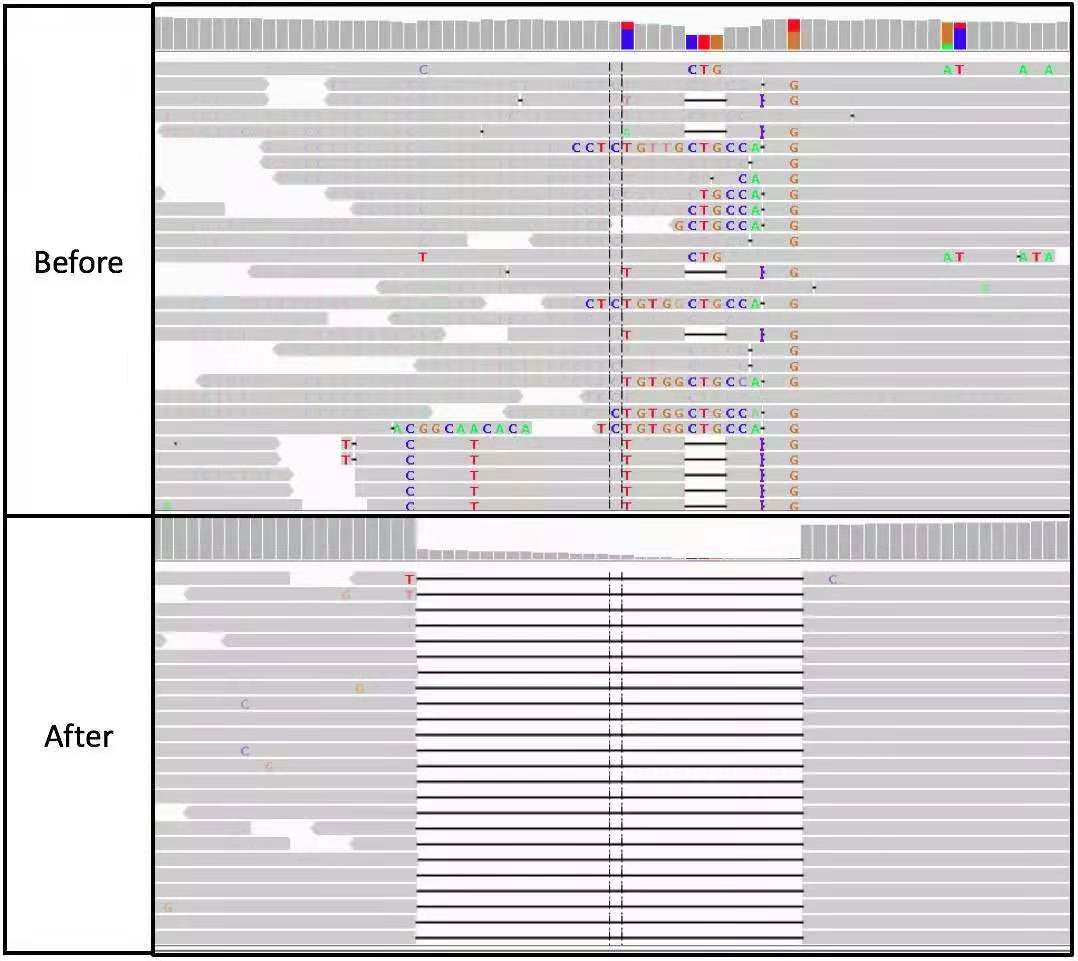 Before
C CTG AT A A
G
T G
G
G
CCTCTGTTGCTGCCA G
G
CA G
TGCCA G
CTGCCA G
GCTGCCA G
G
T CTG AT ATA
T G
CTCTGTGGCTGCCA G
T G
G
G
TGTGGCTGCCA G
CTGTGGCTGCCA G
ACGGCAACACA TCTGTGGCTGCCA G
T C T T G
T C T T G
C T T G
C T T G
C T T G
After
T C
G T
G
C
C
G
G